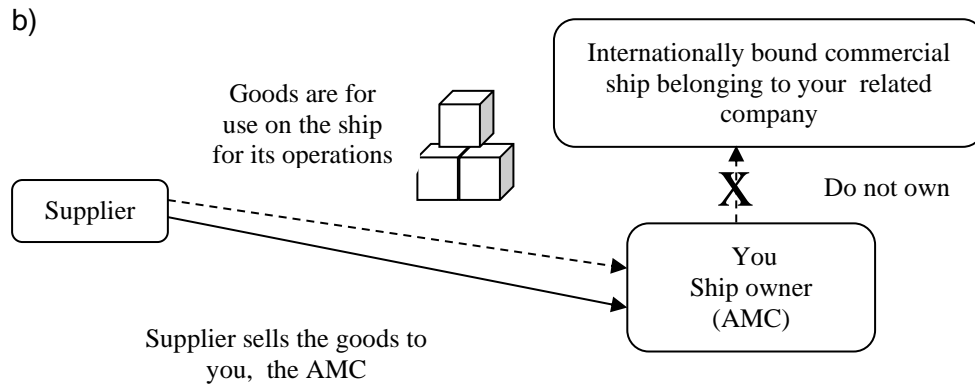 b)
Internationally bound commercial
ship belonging to your related
company
Goods are for
use on the ship
for its operations
X
Do not own
Supplier
You
Ship owner
(AMC)
Supplier sells the goods to
you, the AMC